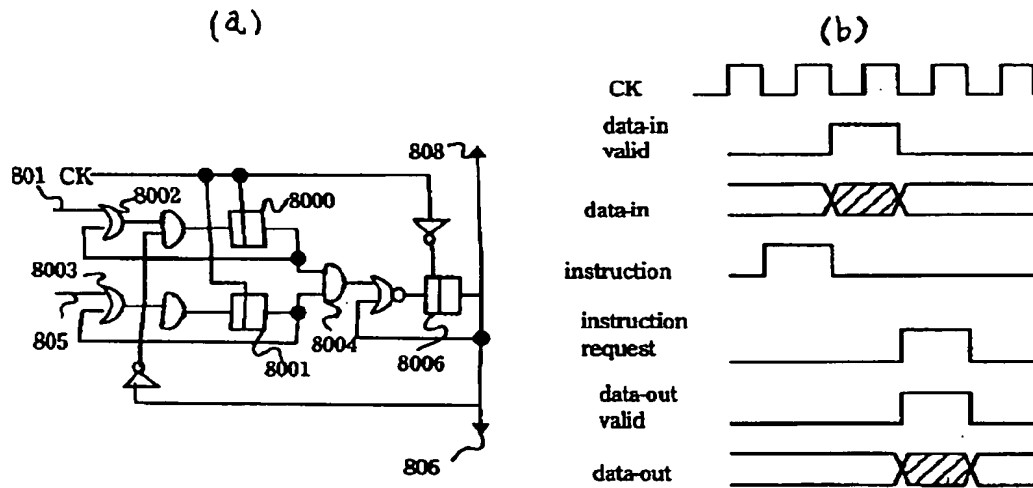 (a)
808
801 CK
8002
8000
8003
805
8001
8004
8006
806
(b)
CK
data-in
valid
data-in
instruction
instruction
request
data-out
valid
data-out